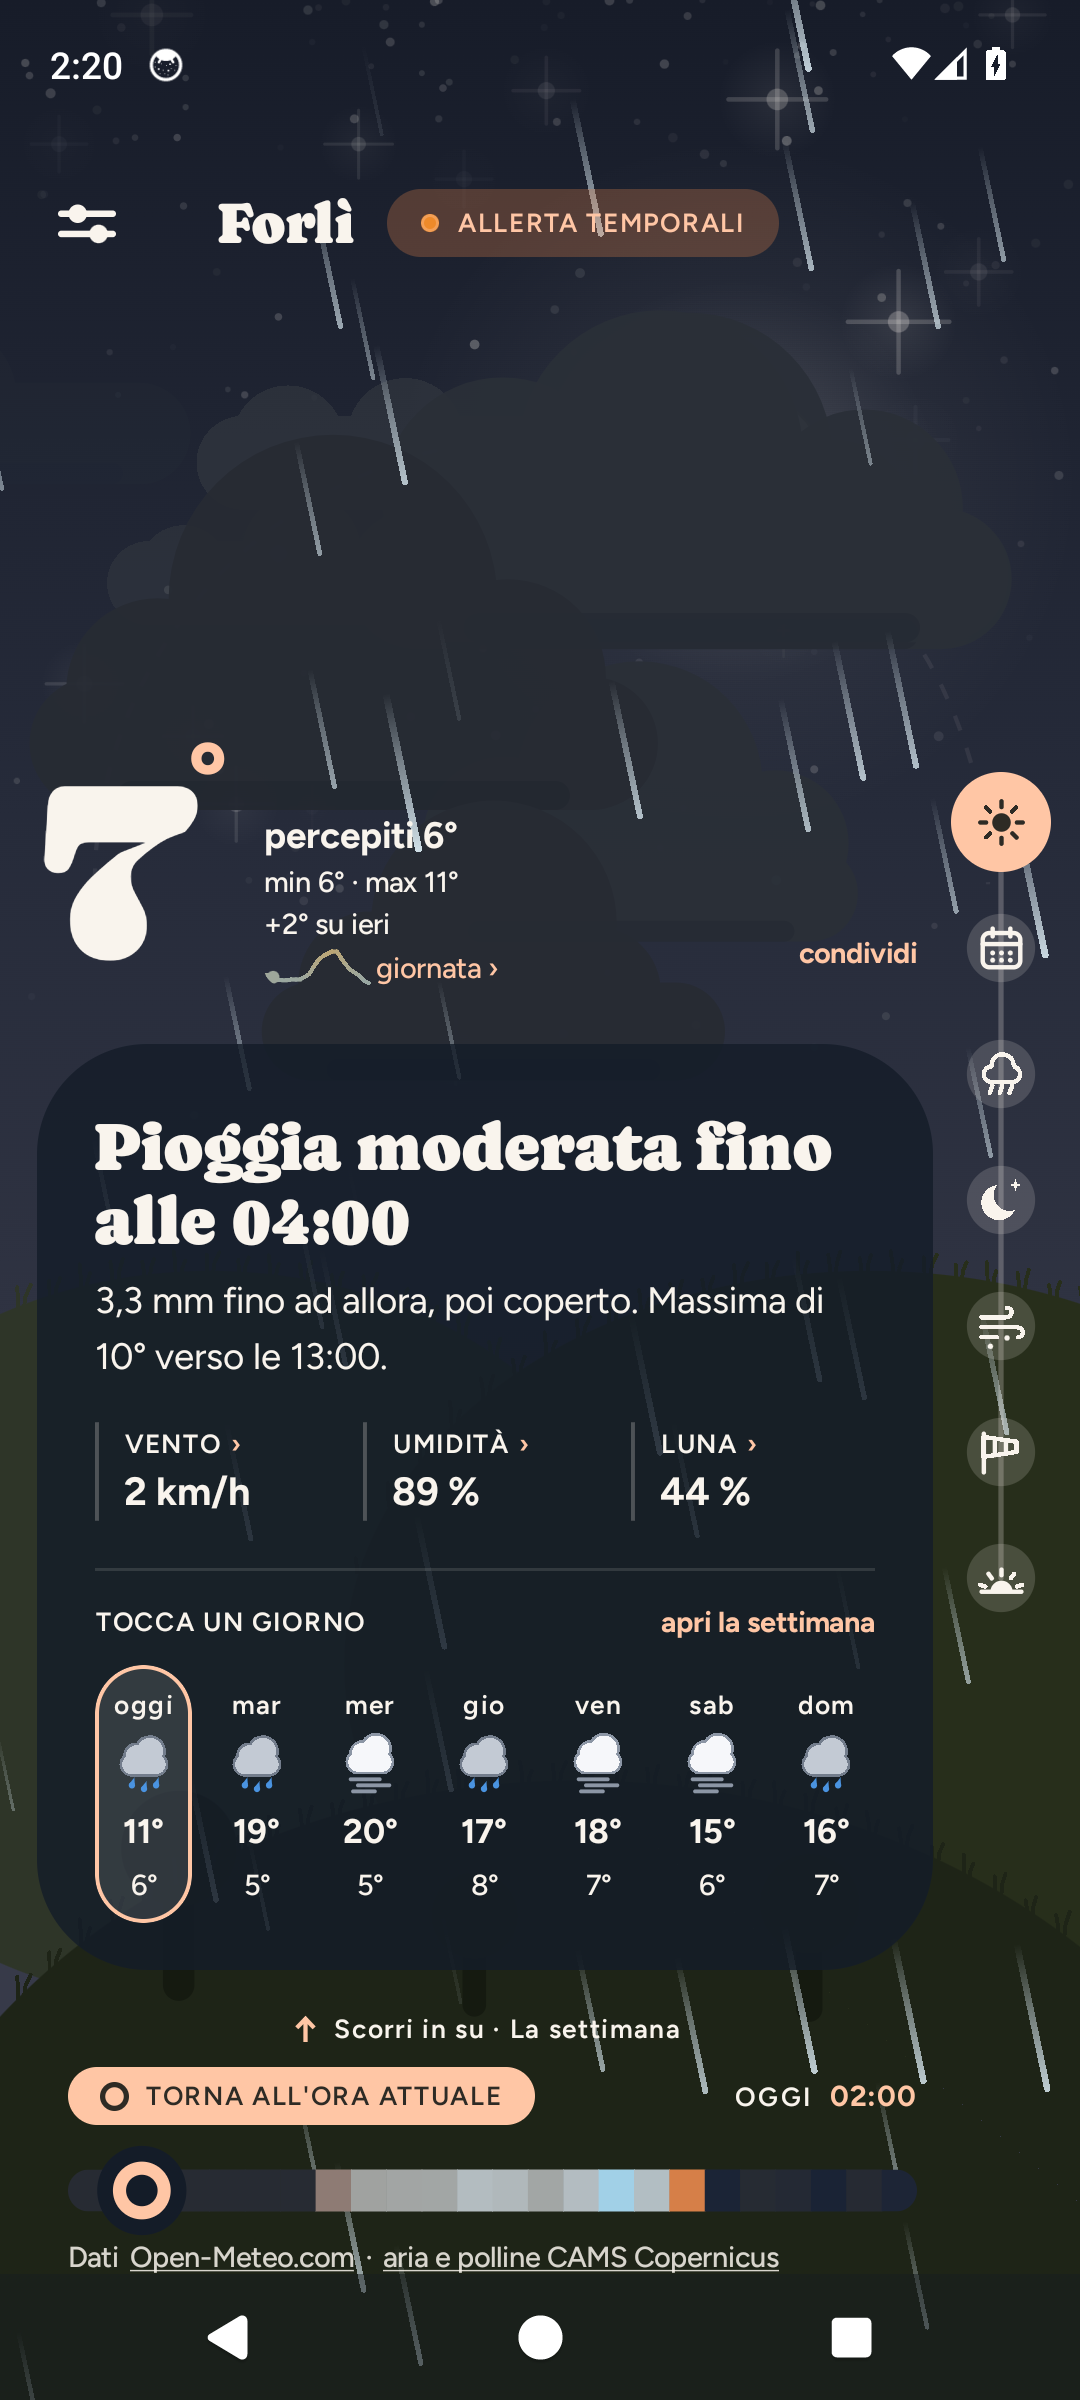 2:20
Forlì
ALLERTA TEMPORALI
7°
percepiti 6°
min 6° · max 11°
+2° su ieri
giornata ›
condividi
Pioggia moderata fino
alle 04:00
3,3 mm fino ad allora, poi coperto. Massima di
10° verso le 13:00.
VENTO › UMIDITÀ › LUNA ›
2 km/h 89 % 44 %
TOCCA UN GIORNO apri la settimana
oggi mar mer gio ven sab dom
11° 19° 20° 17° 18° 15° 16°
6° 5° 5° 8° 7° 6° 7°
↑ Scorri in su · La settimana
TORNA ALL'ORA ATTUALE OGGI 02:00
Dati Open-Meteo.com · aria e polline CAMS Copernicus